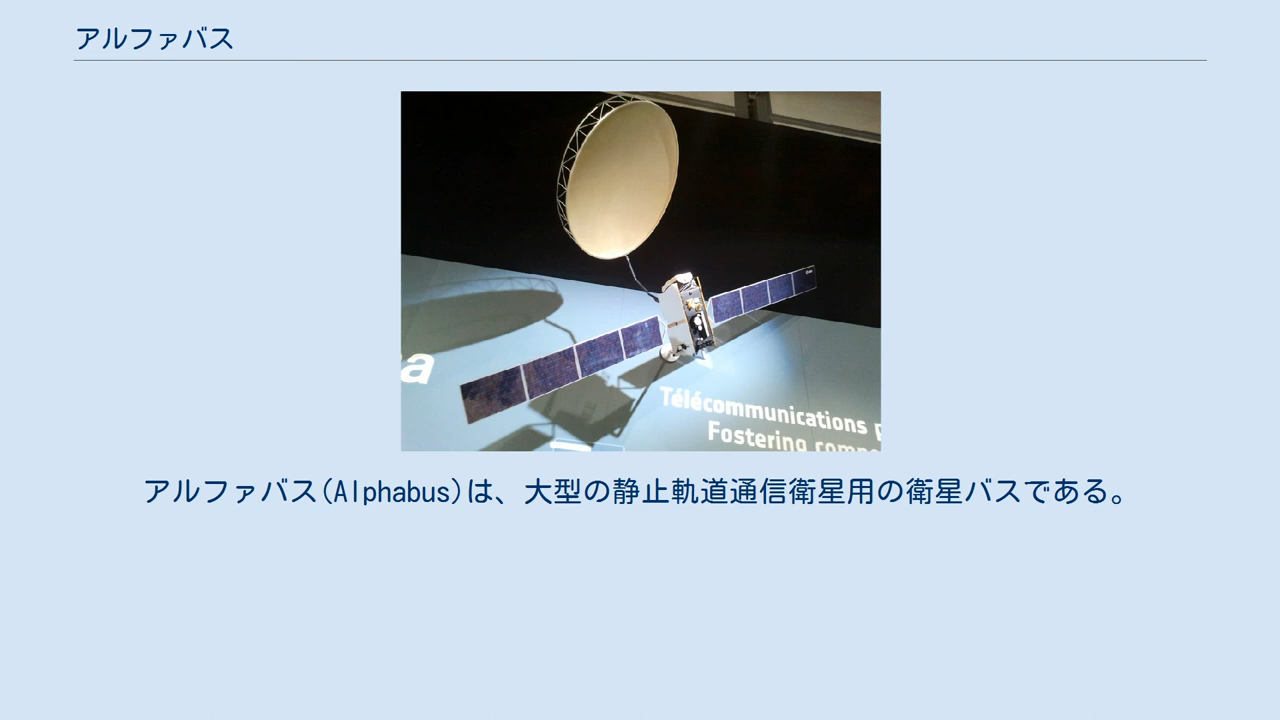 アルファバス
a
Télécommunications
Fostering
アルファバス(Alphabus)は、大型の静止軌道通信衛星用の衛星バスである。